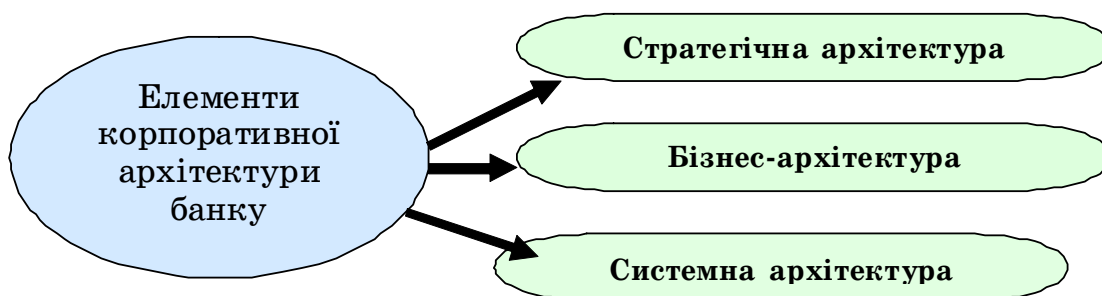 Елементи
корпоративної
архітектури
банку
Стратегічна архітектура
Бізнес-архітектура
Системна архітектура